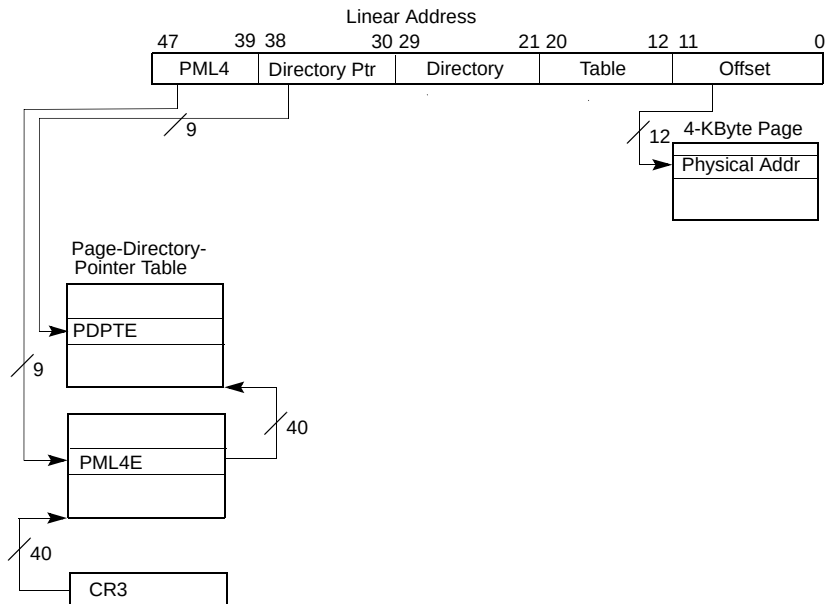 Linear Address
47 39 38 30 29 21 20 12 11 0
PML4 Directory Ptr Directory Table Offset
9
12
4-KByte Page
Physical Addr
Page-Directory-
Pointer Table
PDPTE
9
40
PML4E
40
CR3